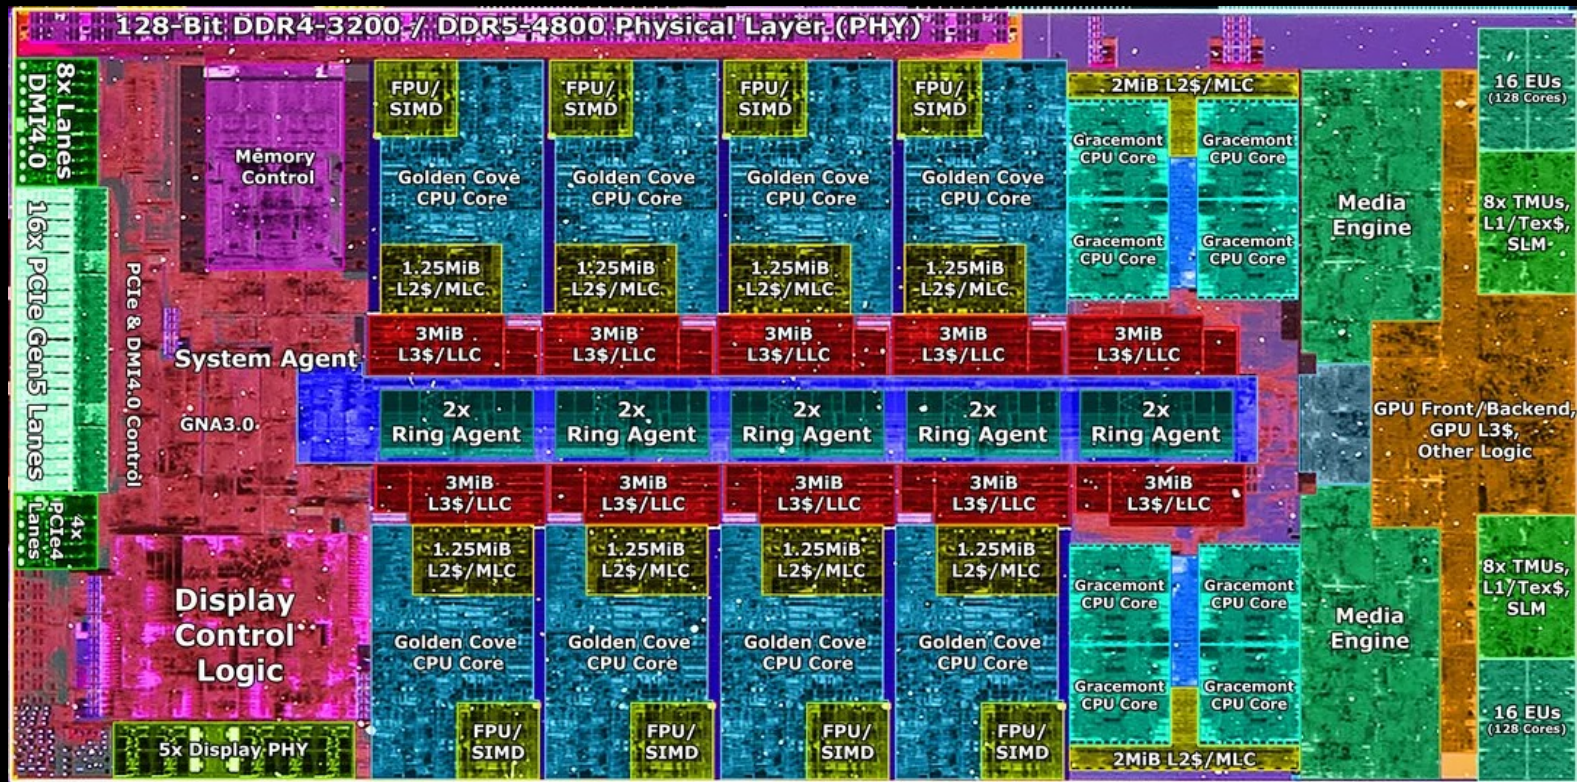 128-Bit DDR4-3200 / DDR5-4800 Physical Layer (PHY)
8x Lanes
DMI4.0
16x PCIe Gen5 Lanes
4x
PCIe4
Lanes
PCIe & DMI4.0 Control
Memory
Control
System Agent
GNA3.0
Display
Control
Logic
5x Display PHY
FPU/
SIMD
FPU/
SIMD
FPU/
SIMD
FPU/
SIMD
Golden Cove
CPU Core
Golden Cove
CPU Core
Golden Cove
CPU Core
Golden Cove
CPU Core
1.25MiB
L2$/MLC
1.25MiB
L2$/MLC
1.25MiB
L2$/MLC
1.25MiB
L2$/MLC
3MiB
L3$/LLC
3MiB
L3$/LLC
3MiB
L3$/LLC
3MiB
L3$/LLC
3MiB
L3$/LLC
2x
Ring Agent
2x
Ring Agent
2x
Ring Agent
2x
Ring Agent
2x
Ring Agent
3MiB
L3$/LLC
3MiB
L3$/LLC
3MiB
L3$/LLC
3MiB
L3$/LLC
3MiB
L3$/LLC
1.25MiB
L2$/MLC
1.25MiB
L2$/MLC
1.25MiB
L2$/MLC
1.25MiB
L2$/MLC
Golden Cove
CPU Core
Golden Cove
CPU Core
Golden Cove
CPU Core
Golden Cove
CPU Core
FPU/
SIMD
FPU/
SIMD
FPU/
SIMD
FPU/
SIMD
2MiB L2$/MLC
Gracemont
CPU Core
Gracemont
CPU Core
Gracemont
CPU Core
Gracemont
CPU Core
Gracemont
CPU Core
Gracemont
CPU Core
Gracemont
CPU Core
Gracemont
CPU Core
2MiB L2$/MLC
Media
Engine
Media
Engine
16 EUs
(128 Cores)
8x TMUs,
L1/Tex$,
SLM
GPU Front/Backend,
GPU L3$,
Other Logic
8x TMUs,
L1/Tex$,
SLM
16 EUs
(128 Cores)